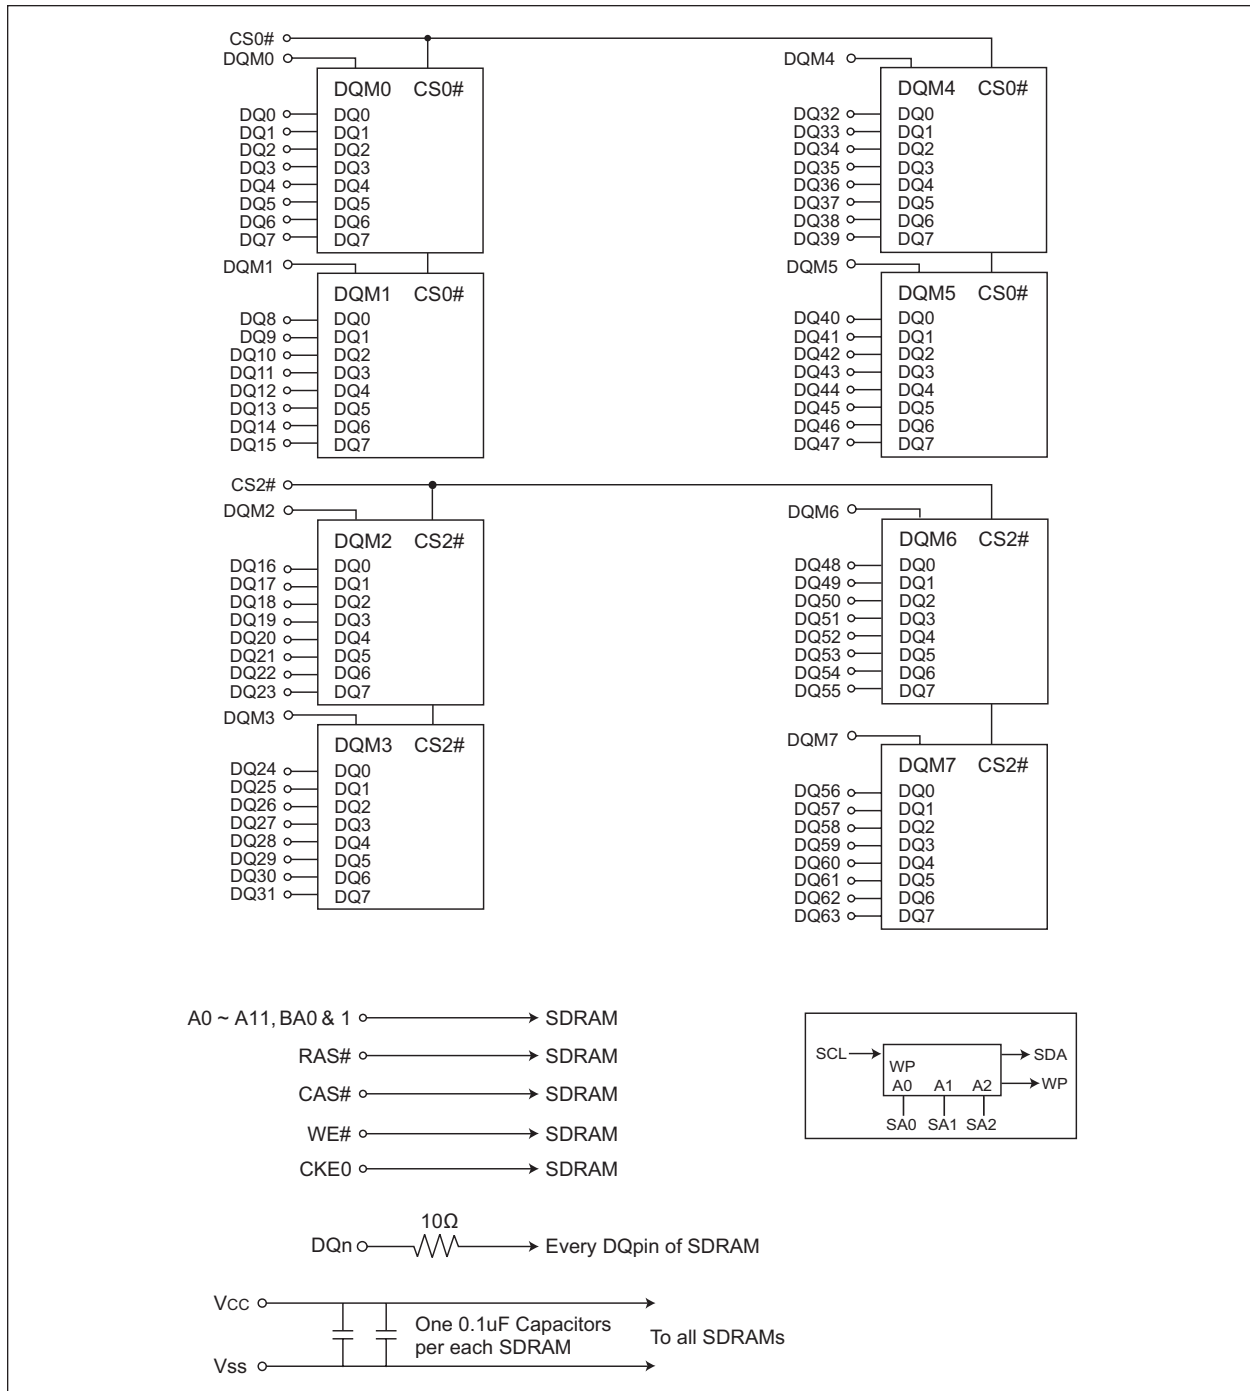 CS0#
DQM0
DQM0 CS0#
DQ0 DQ0
DQ1 DQ1
DQ2 DQ2
DQ3 DQ3
DQ4 DQ4
DQ5 DQ5
DQ6 DQ6
DQ7 DQ7
DQM1
DQM1 CS0#
DQ8 DQ0
DQ9 DQ1
DQ10 DQ2
DQ11 DQ3
DQ12 DQ4
DQ13 DQ5
DQ14 DQ6
DQ15 DQ7
DQM4
DQM4 CS0#
DQ32 DQ0
DQ33 DQ1
DQ34 DQ2
DQ35 DQ3
DQ36 DQ4
DQ37 DQ5
DQ38 DQ6
DQ39 DQ7
DQM5
DQM5 CS0#
DQ40 DQ0
DQ41 DQ1
DQ42 DQ2
DQ43 DQ3
DQ44 DQ4
DQ45 DQ5
DQ46 DQ6
DQ47 DQ7
CS2#
DQM2
DQM2 CS2#
DQ16 DQ0
DQ17 DQ1
DQ18 DQ2
DQ19 DQ3
DQ20 DQ4
DQ21 DQ5
DQ22 DQ6
DQ23 DQ7
DQM3
DQM3 CS2#
DQ24 DQ0
DQ25 DQ1
DQ26 DQ2
DQ27 DQ3
DQ28 DQ4
DQ29 DQ5
DQ30 DQ6
DQ31 DQ7
DQM6
DQM6 CS2#
DQ48 DQ0
DQ49 DQ1
DQ50 DQ2
DQ51 DQ3
DQ52 DQ4
DQ53 DQ5
DQ54 DQ6
DQ55 DQ7
DQM7
DQM7 CS2#
DQ56 DQ0
DQ57 DQ1
DQ58 DQ2
DQ59 DQ3
DQ60 DQ4
DQ61 DQ5
DQ62 DQ6
DQ63 DQ7
A0 ~ A11, BA0 & 1 SDRAM
RAS# SDRAM
CAS# SDRAM
WE# SDRAM
CKE0 SDRAM
SCL SDA
WP WP
A0 A1 A2
SA0 SA1 SA2
10Ω
DQn Every DQpin of SDRAM
VCC
One 0.1uF Capacitors
per each SDRAM
To all SDRAMs
Vss